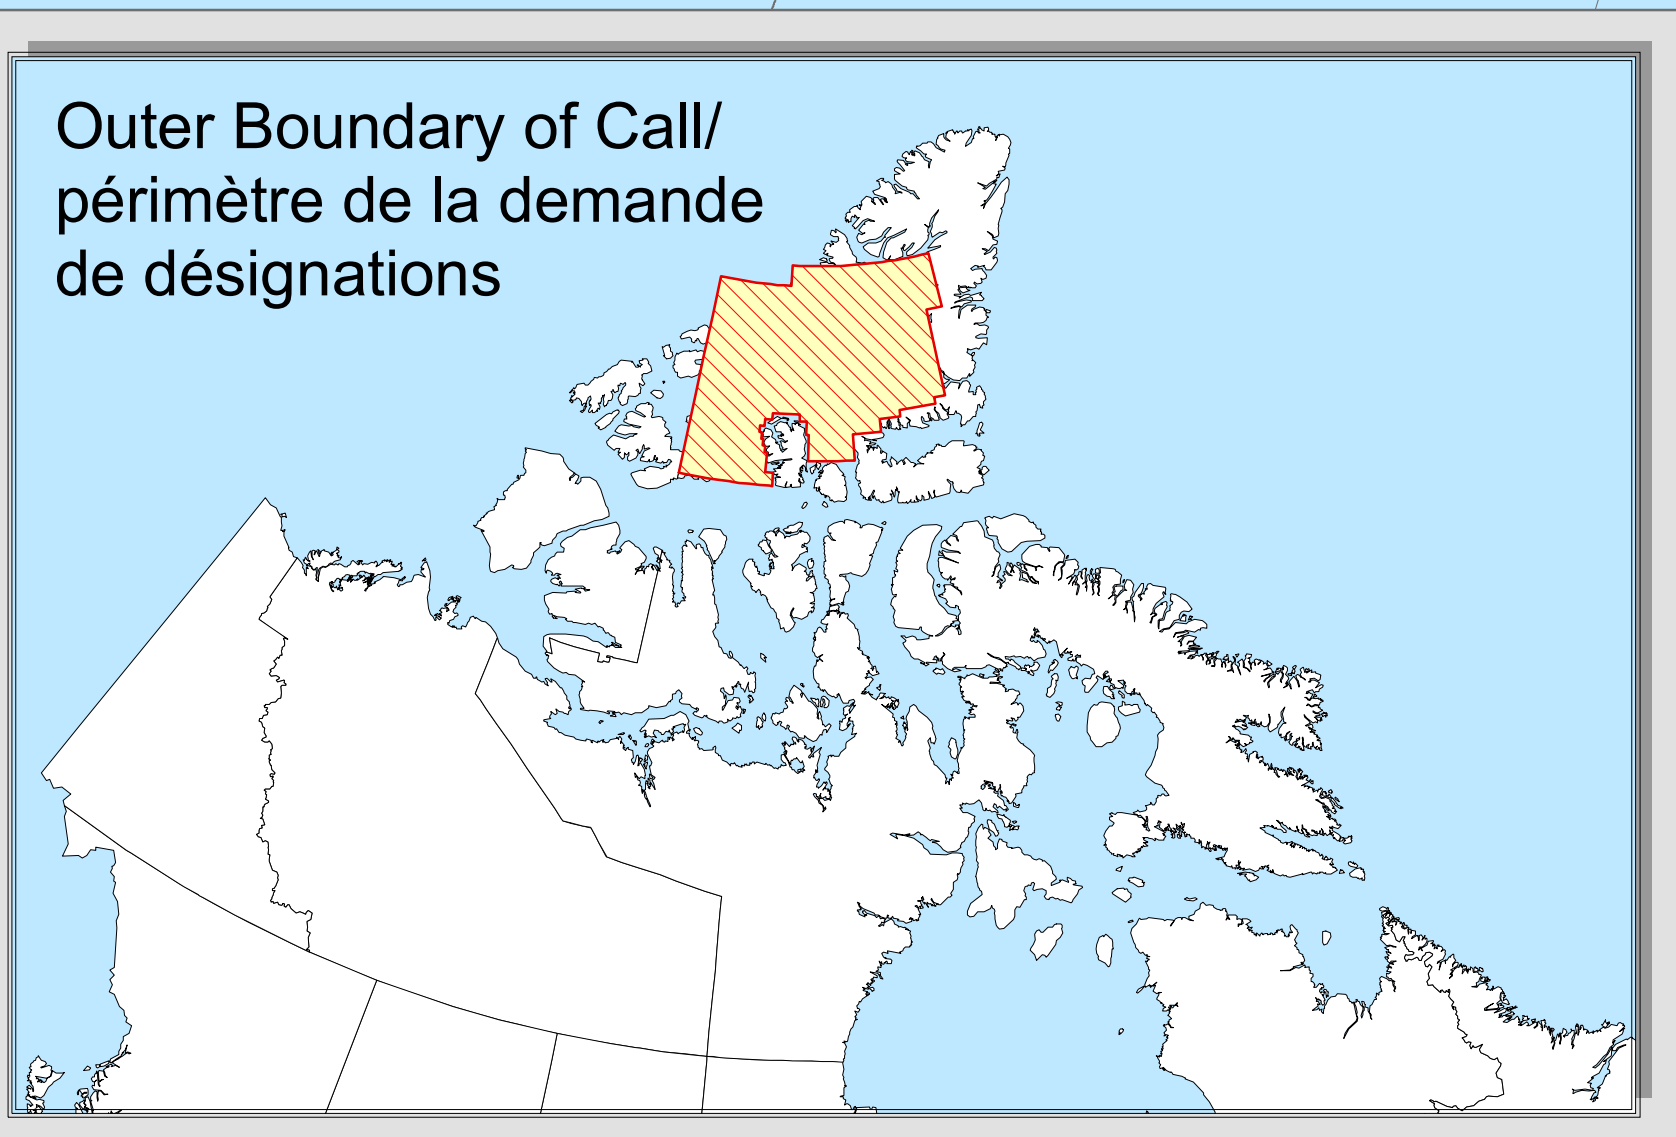 Outer Boundary of Call/
périmètre de la demande
de désignations